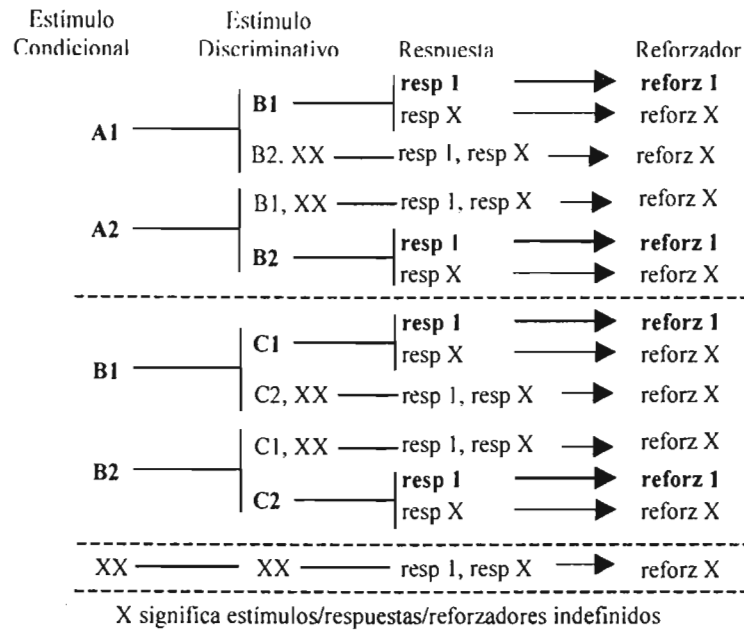 Estímulo Estímulo
Condicional Discriminativo Respuesta Reforzador
resp 1 reforz 1
B1
resp X reforz X
A1
B2, XX resp 1, resp X reforz X
B1, XX resp 1, resp X reforz X
A2
resp 1 reforz 1
B2
resp X reforz X
resp 1 reforz 1
C1
resp X reforz X
B1
C2, XX resp 1, resp X reforz X
C1, XX resp 1, resp X reforz X
B2
resp 1 reforz 1
C2
resp X reforz X
XX XX resp 1, resp X reforz X
X significa estímulos/respuestas/reforzadores indefinidos